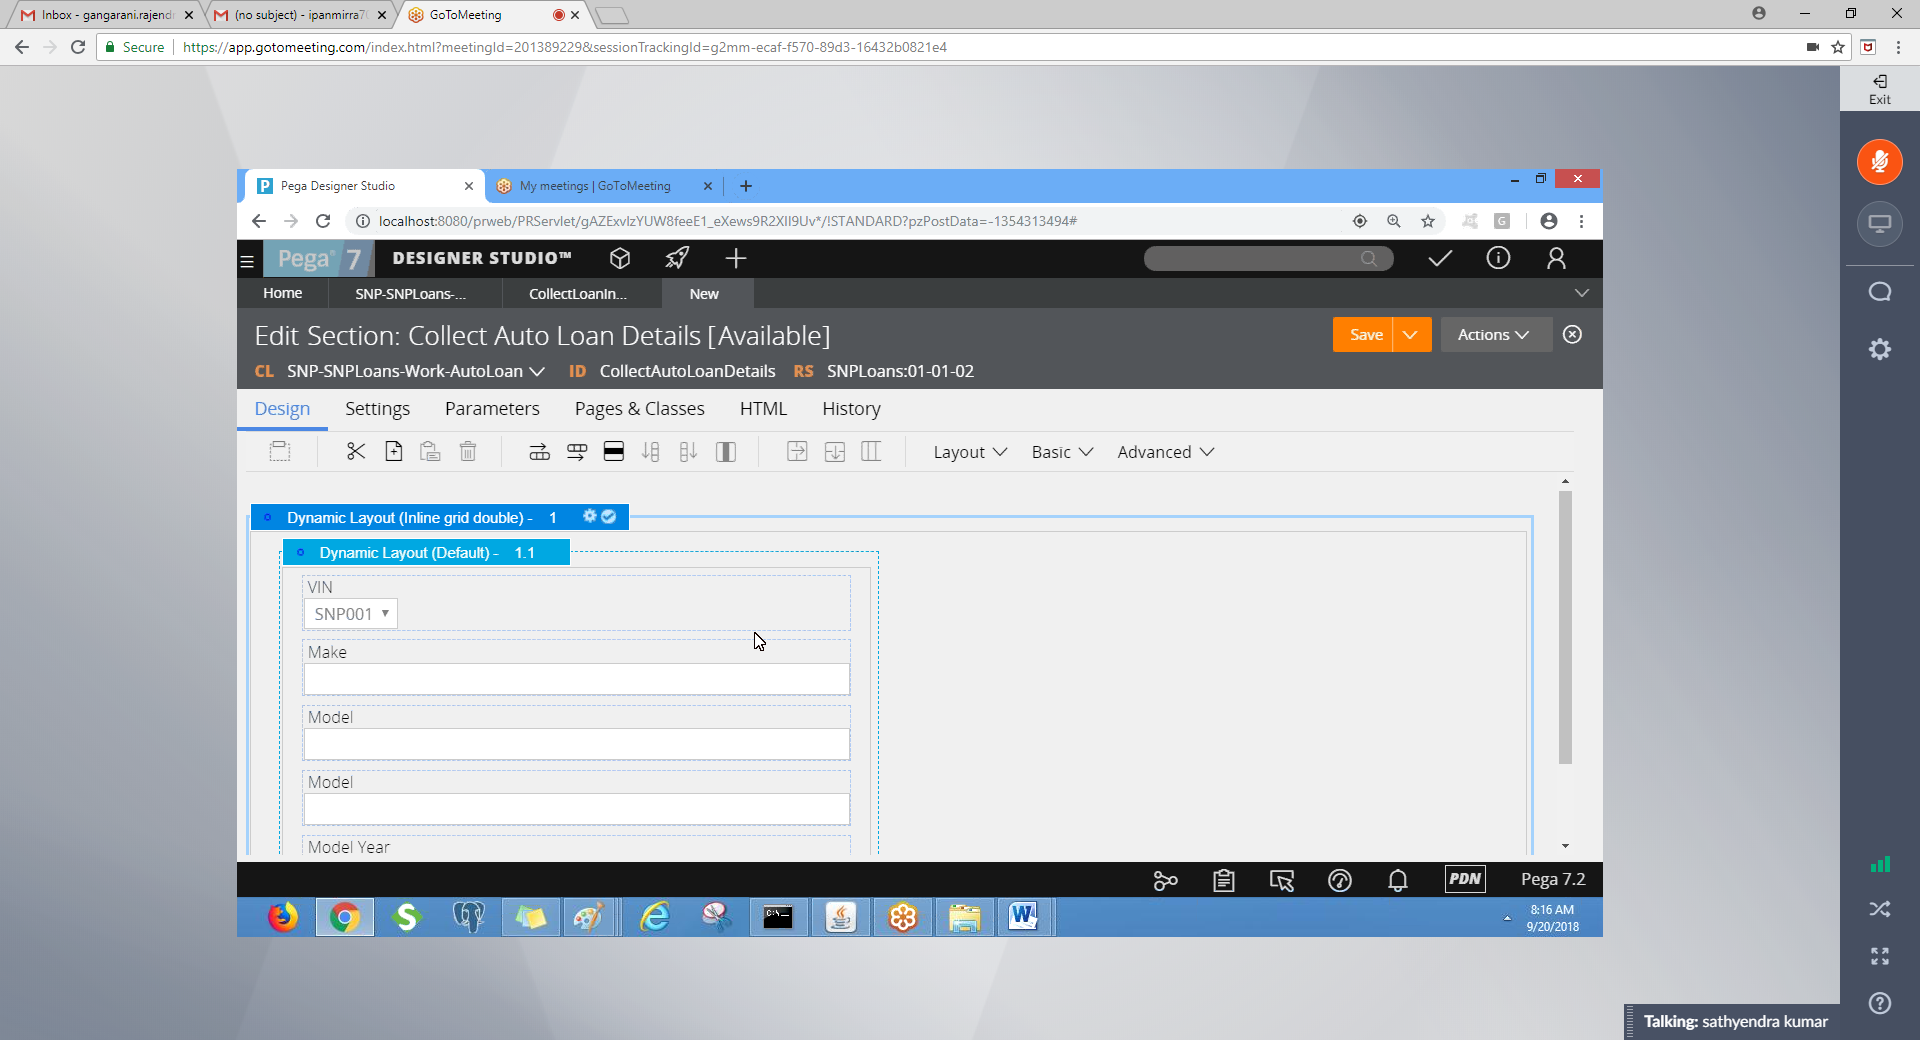 Inbox - gangarani.rajend
(no subject) - ipanmirra70
GoToMeeting
Secure
https://app.gotomeeting.com/index.html?meetingId=201389229&sessionTrackingId=g2mm-ecaf-f570-89d3-16432b0821e4
Exit
Pega Designer Studio
My meetings | GoToMeeting
localhost:8080/prweb/PRServlet/gAZExvIzYUW8feeE1_eXews9R2XII9Uv*/!STANDARD?pzPostData=-1354313494#
Pega 7
DESIGNER STUDIO™
Home
SNP-SNPLoans-...
CollectLoanIn...
New
Edit Section: Collect Auto Loan Details [Available]
Save
Actions
CL SNP-SNPLoans-Work-AutoLoan
ID CollectAutoLoanDetails
RS SNPLoans:01-01-02
Design
Settings
Parameters
Pages & Classes
HTML
History
Layout
Basic
Advanced
Dynamic Layout (Inline grid double) - 1
Dynamic Layout (Default) - 1.1
VIN
SNP001
Make
Model
Model
Model Year
PDN
Pega 7.2
8:16 AM
9/20/2018
Talking: sathyendra kumar